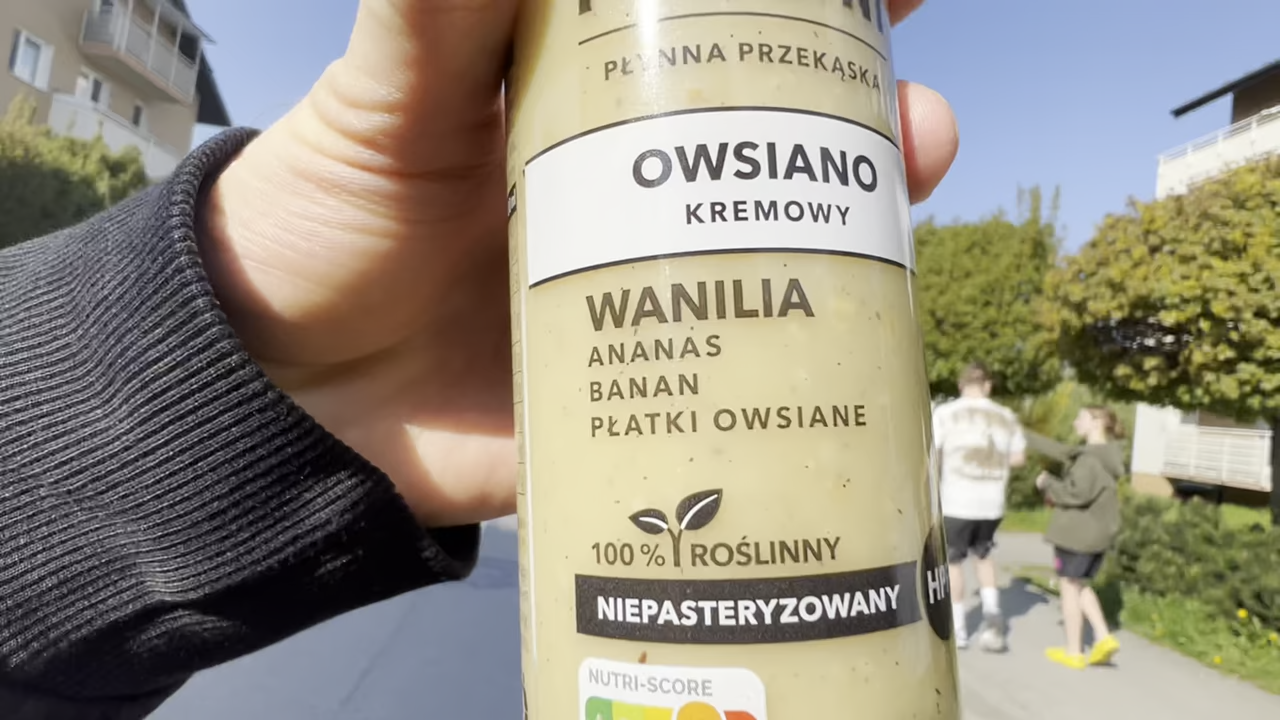 PŁYNNA PRZEKĄSKA
OWSIANO
KREMOWY
WANILIA
ANANAS
BANAN
PŁATKI OWSIANE
100% ROŚLINNY
NIEPASTERYZOWANY
NUTRI-SCORE